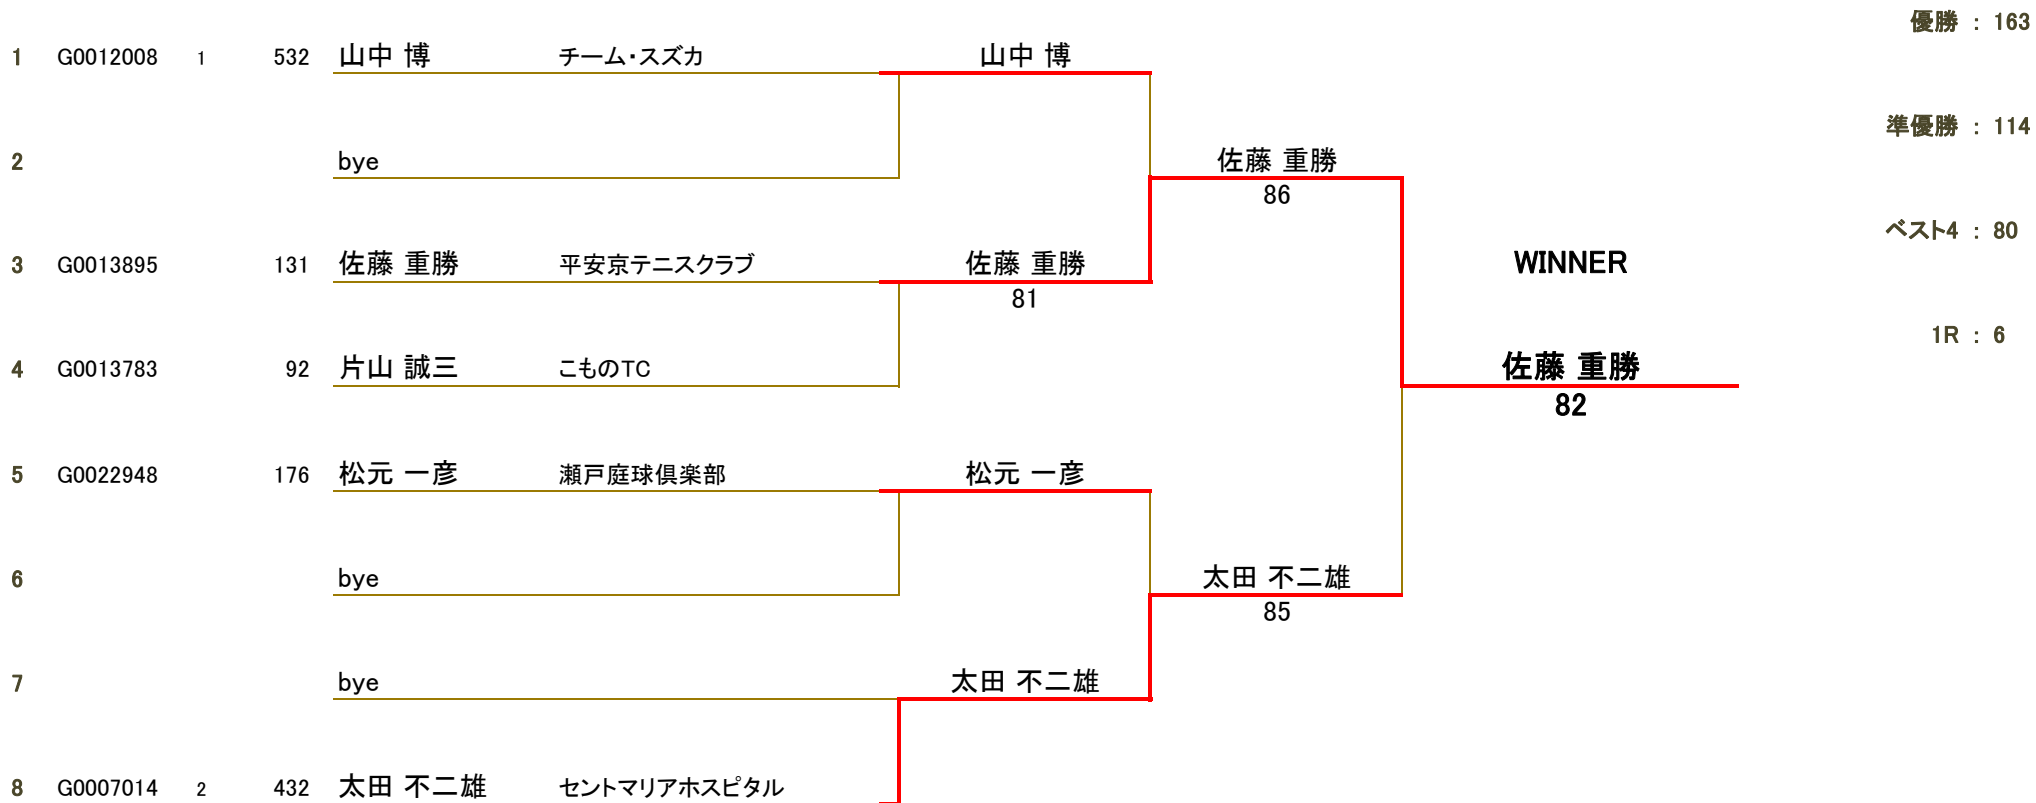 優勝 : 163
1 G0012008 1 532 山中 博 チーム・スズカ 山中 博
準優勝 : 114
2 bye 佐藤 重勝
86
ベスト4 : 80
3 G0013895 131 佐藤 重勝 平安京テニスクラブ 佐藤 重勝 WINNER
81
1R : 6
4 G0013783 92 片山 誠三 こものTC 佐藤 重勝
82
5 G0022948 176 松元 一彦 瀬戸庭球倶楽部 松元 一彦
6 bye 太田 不二雄
85
7 bye 太田 不二雄
8 G0007014 2 432 太田 不二雄 セントマリアホスピタル